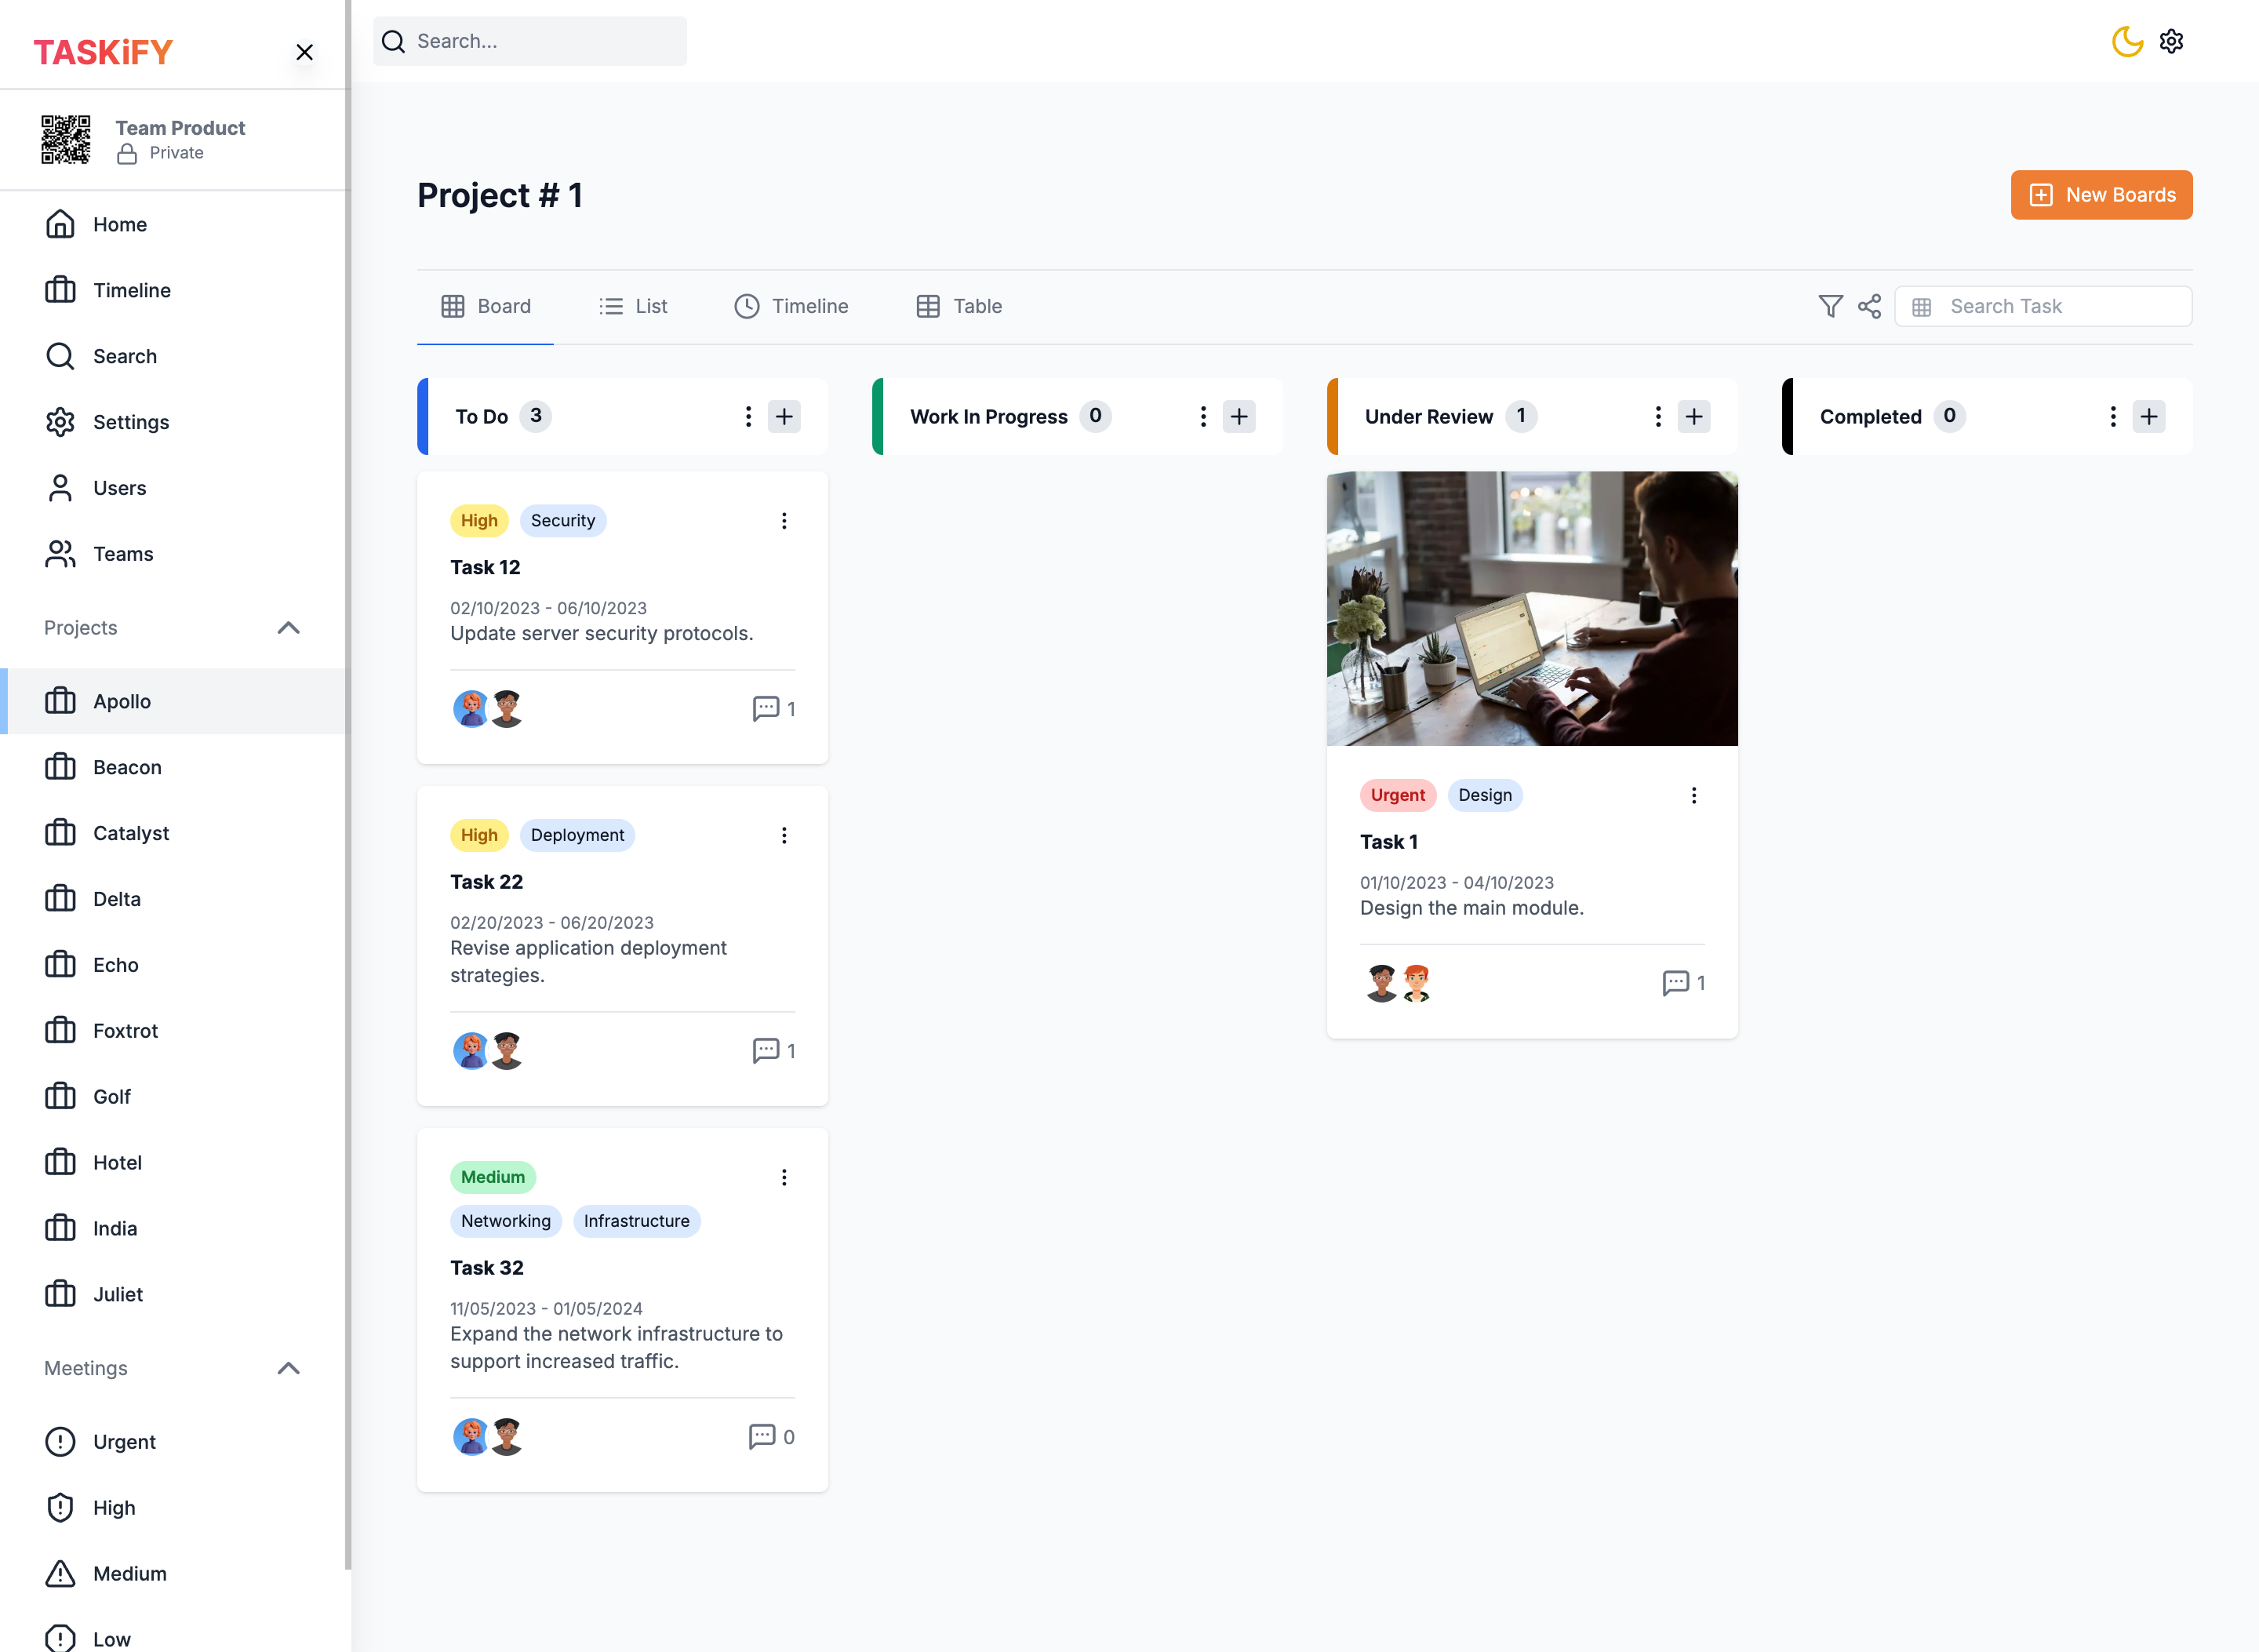 TASKiFY
Search...
Team Product
Private
Home
Timeline
Search
Settings
Users
Teams
Projects
Apollo
Beacon
Catalyst
Delta
Echo
Foxtrot
Golf
Hotel
India
Juliet
Meetings
Urgent
High
Medium
Low
Project # 1
New Boards
Board
List
Timeline
Table
Search Task
To Do 3
High Security
Task 12
02/10/2023 - 06/10/2023
Update server security protocols.
1
High Deployment
Task 22
02/20/2023 - 06/20/2023
Revise application deployment
strategies.
1
Medium
Networking Infrastructure
Task 32
11/05/2023 - 01/05/2024
Expand the network infrastructure to
support increased traffic.
0
Work In Progress 0
Under Review 1
Urgent Design
Task 1
01/10/2023 - 04/10/2023
Design the main module.
1
Completed 0